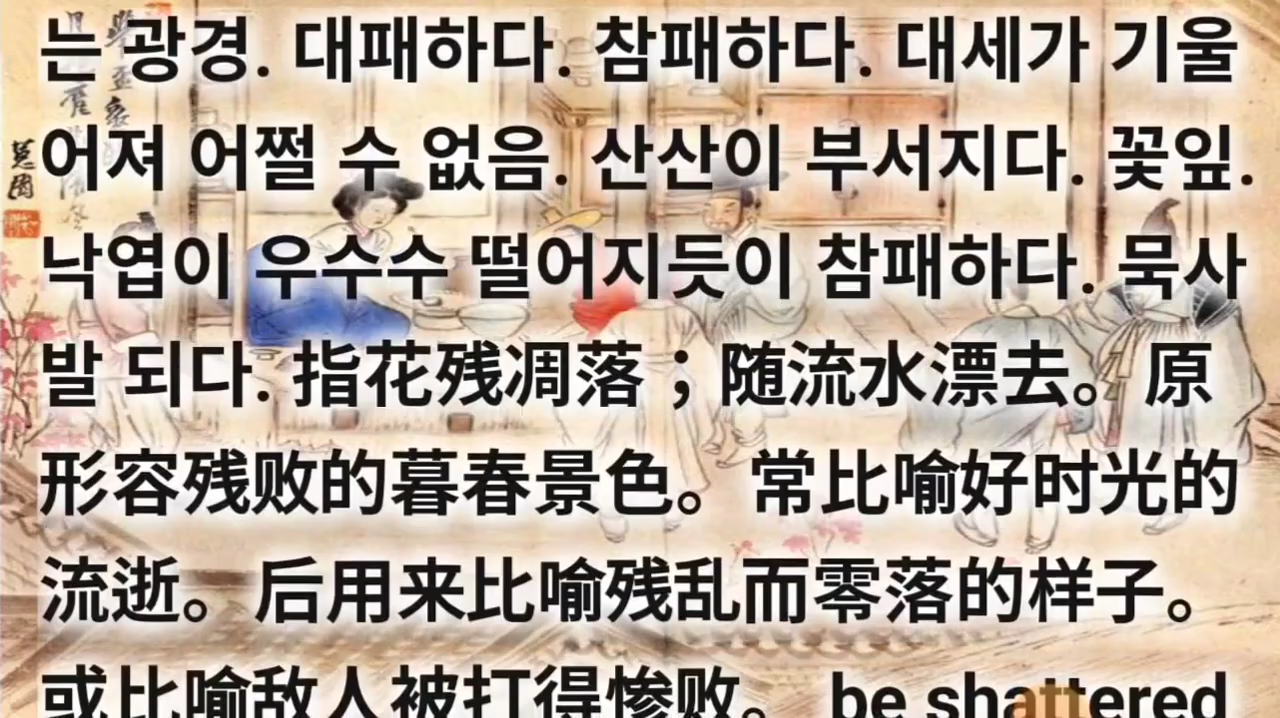 는 광경. 대패하다. 참패하다. 대세가 기울
어져 어쩔 수 없음. 산산이 부서지다. 꽃잎.
낙엽이 우수수 떨어지듯이 참패하다. 묵사
발 되다. 指花残凋落；随流水漂去。原
形容残败的暮春景色。常比喻好时光的
流逝。后用来比喻残乱而零落的样子。
或比喻敌人被打得惨败。 be shattered